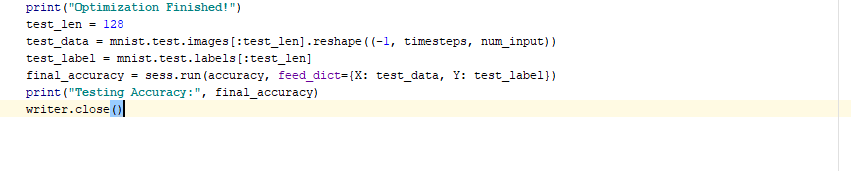 print("Optimization Finished!")
test_len = 128
test_data = mnist.test.images[:test_len].reshape((-1, timesteps, num_input))
test_label = mnist.test.labels[:test_len]
final_accuracy = sess.run(accuracy, feed_dict={X: test_data, Y: test_label})
print("Testing Accuracy:", final_accuracy)
writer.close()